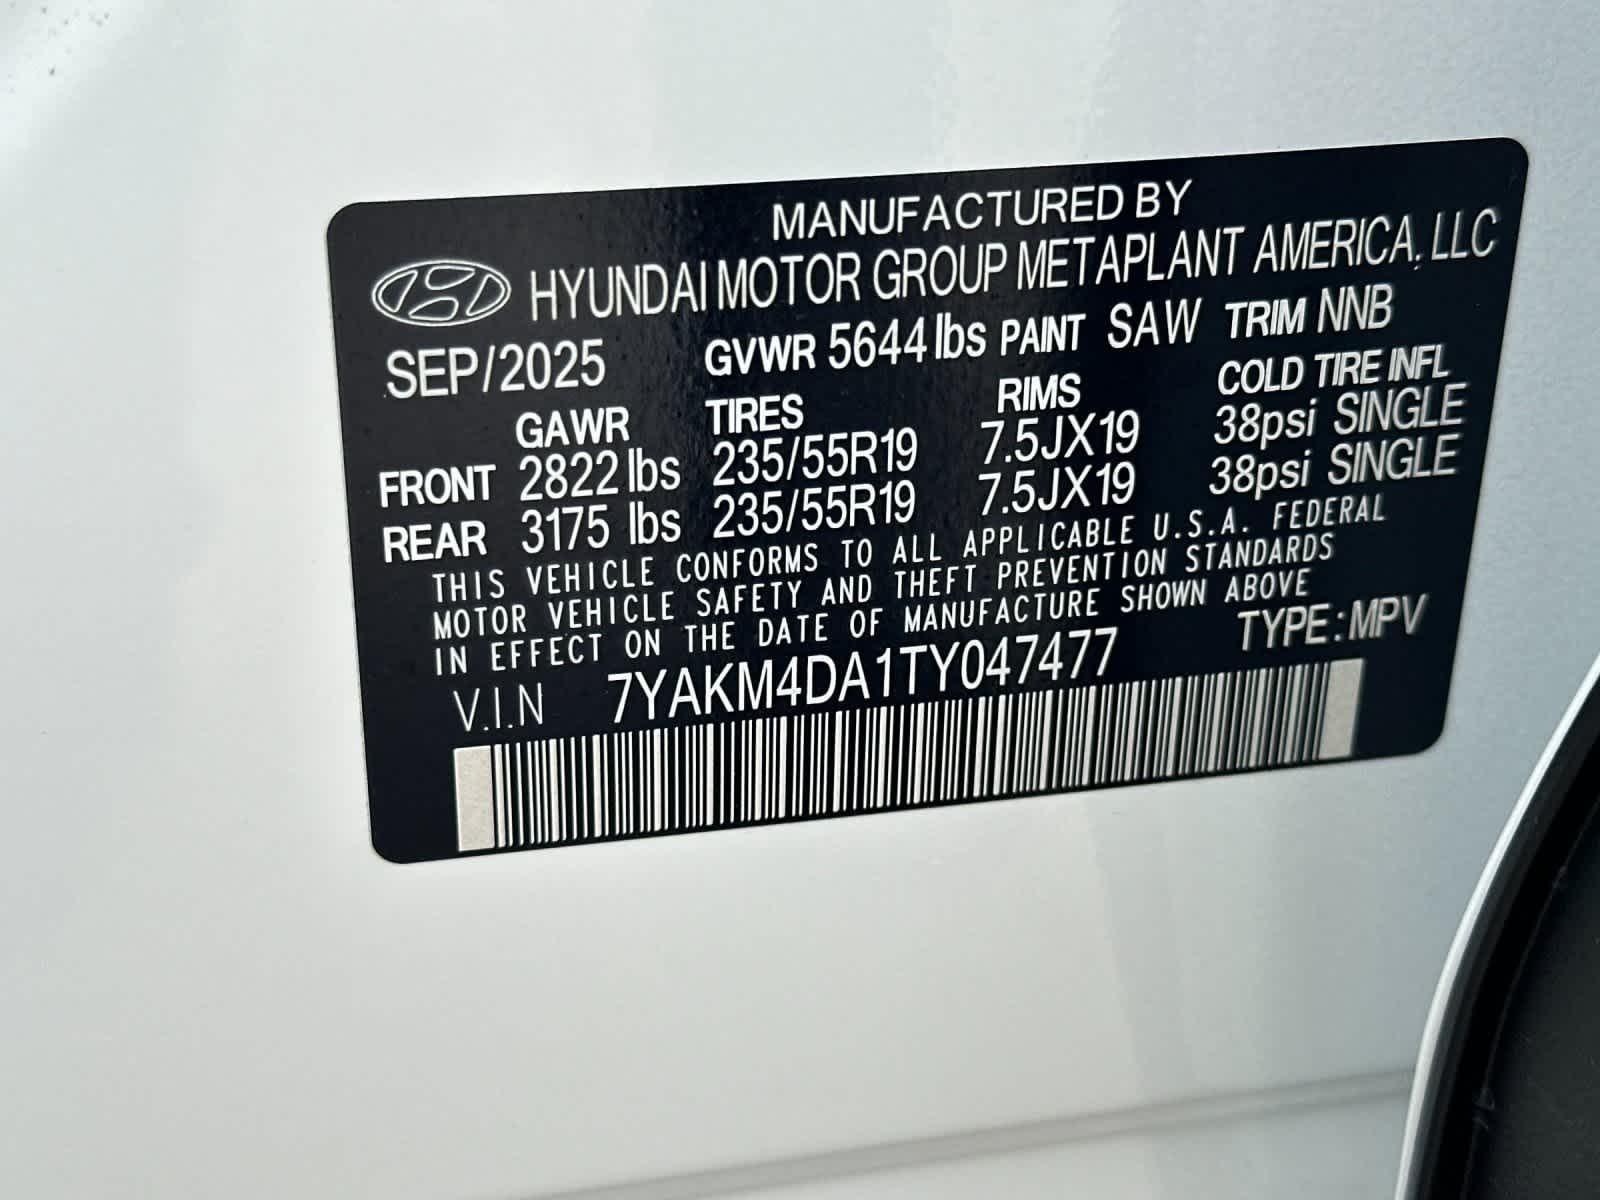 MANUFACTURED BY
HYUNDAI MOTOR GROUP METAPLANT AMERICA, LLC
SEP/2025 GVWR 5644 lbs PAINT SAW TRIM NNB
GAWR TIRES RIMS COLD TIRE INFL
FRONT 2822 lbs 235/55R19 7.5JX19 38psi SINGLE
REAR 3175 lbs 235/55R19 7.5JX19 38psi SINGLE
THIS VEHICLE CONFORMS TO ALL APPLICABLE U.S.A. FEDERAL
MOTOR VEHICLE SAFETY AND THEFT PREVENTION STANDARDS
IN EFFECT ON THE DATE OF MANUFACTURE SHOWN ABOVE
V.I.N 7YAKM4DA1TY047477 TYPE:MPV